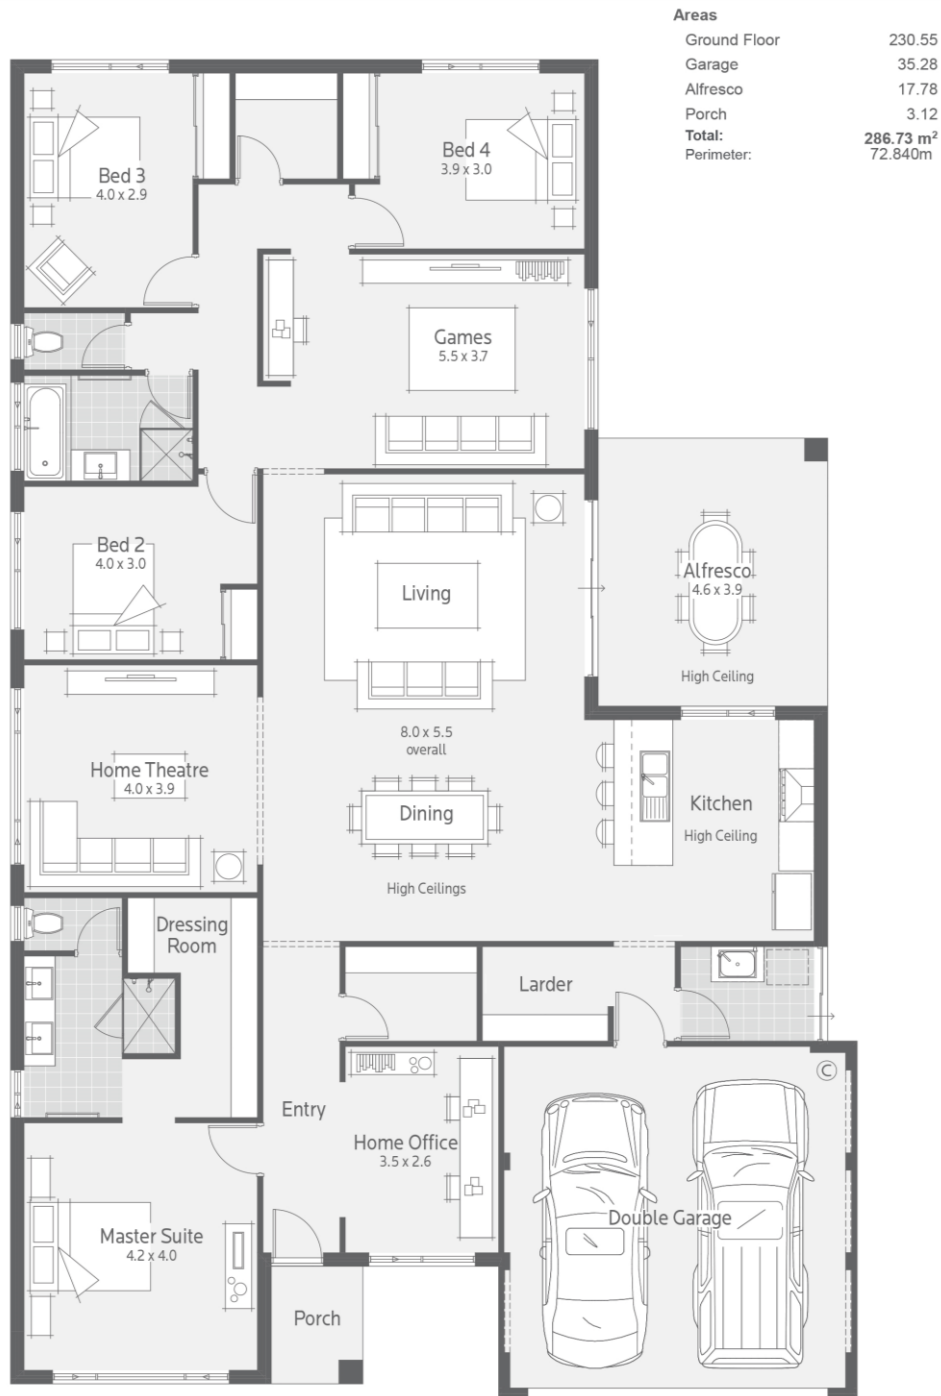 Areas
Ground Floor 230.55
Garage 35.28
Alfresco 17.78
Porch 3.12
Total: 286.73 m²
Perimeter: 72.840m
Bed 3
4.0 x 2.9
Bed 4
3.9 x 3.0
Games
5.5 x 3.7
Bed 2
4.0 x 3.0
Living
Alfresco
4.6 x 3.9
High Ceiling
8.0 x 5.5
overall
Home Theatre
4.0 x 3.9
Dining
High Ceilings
Kitchen
High Ceiling
Dressing
Room
Larder
Entry
Home Office
3.5 x 2.6
C
Double Garage
Master Suite
4.2 x 4.0
Porch